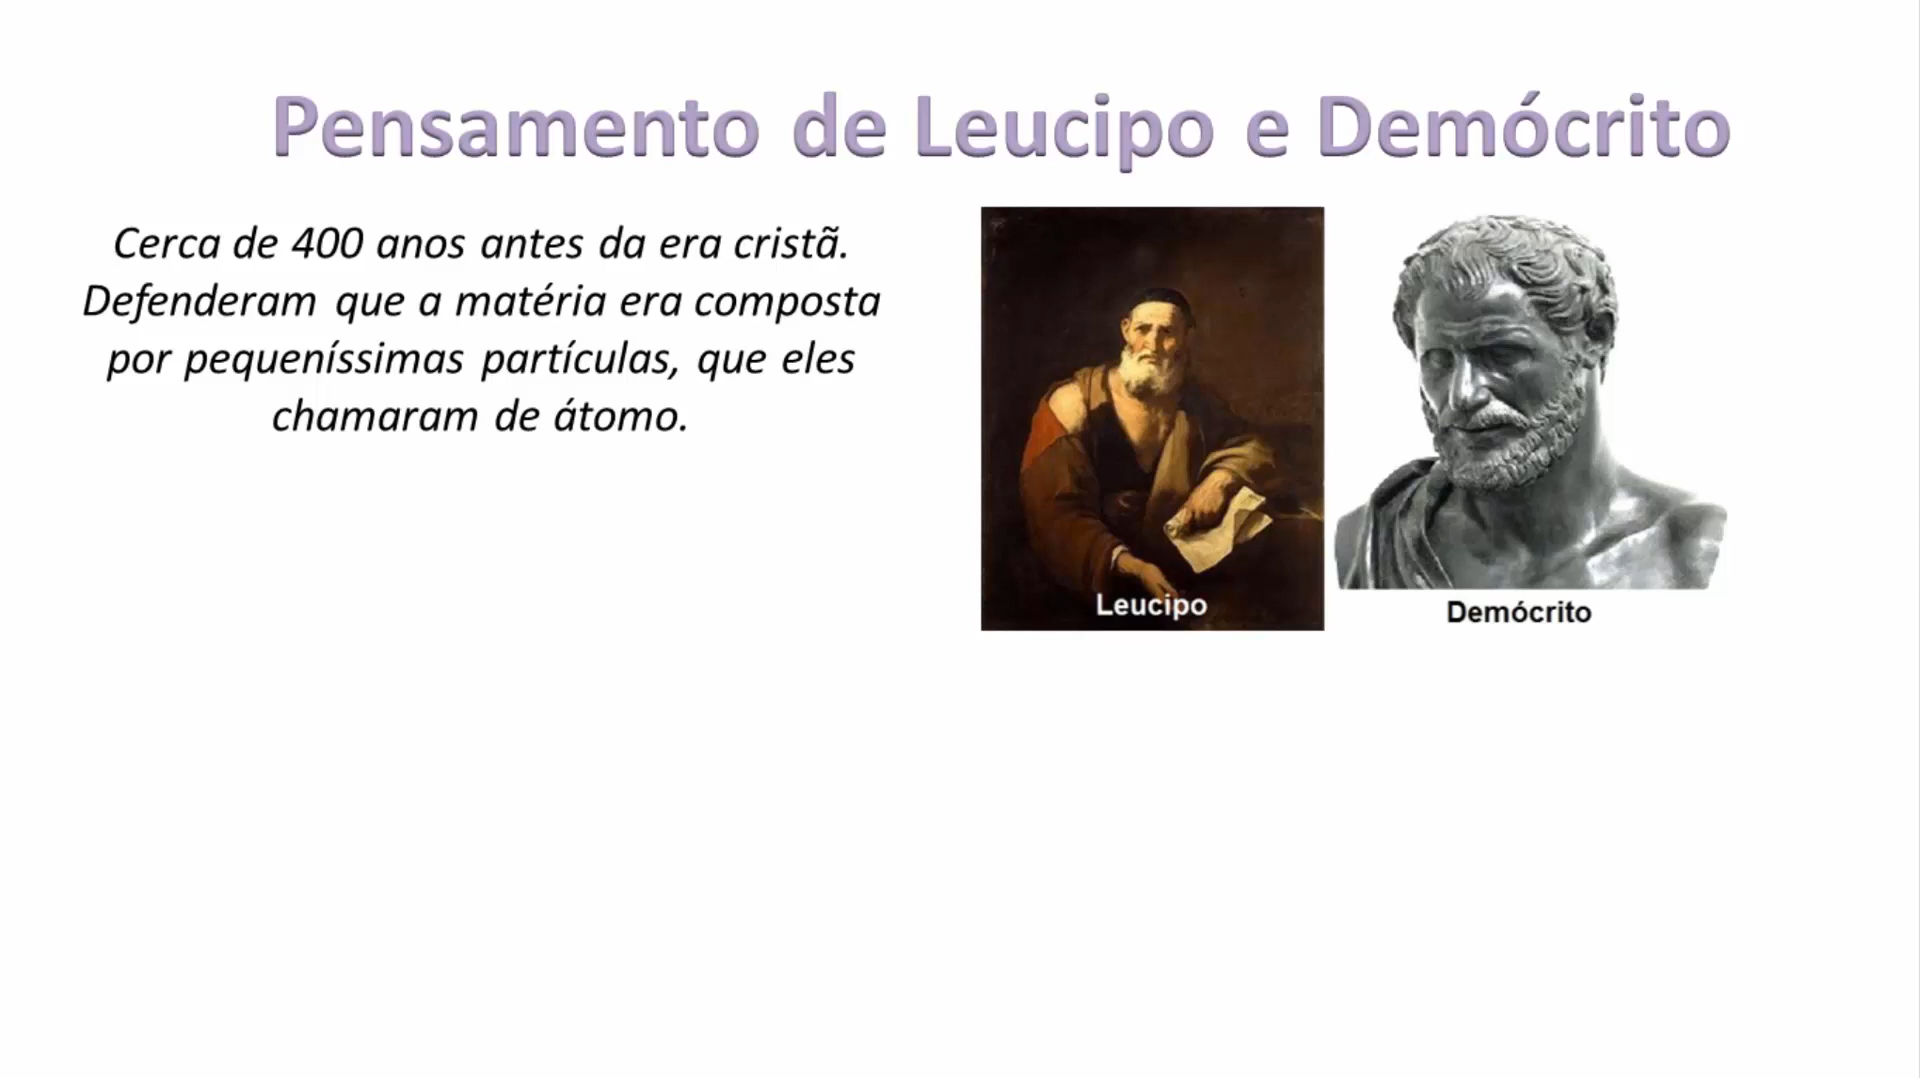 Pensamento de Leucipo e Demócrito
Cerca de 400 anos antes da era cristã.
Defenderam que a matéria era composta
por pequeníssimas partículas, que eles
chamaram de átomo.
Leucipo
Demócrito